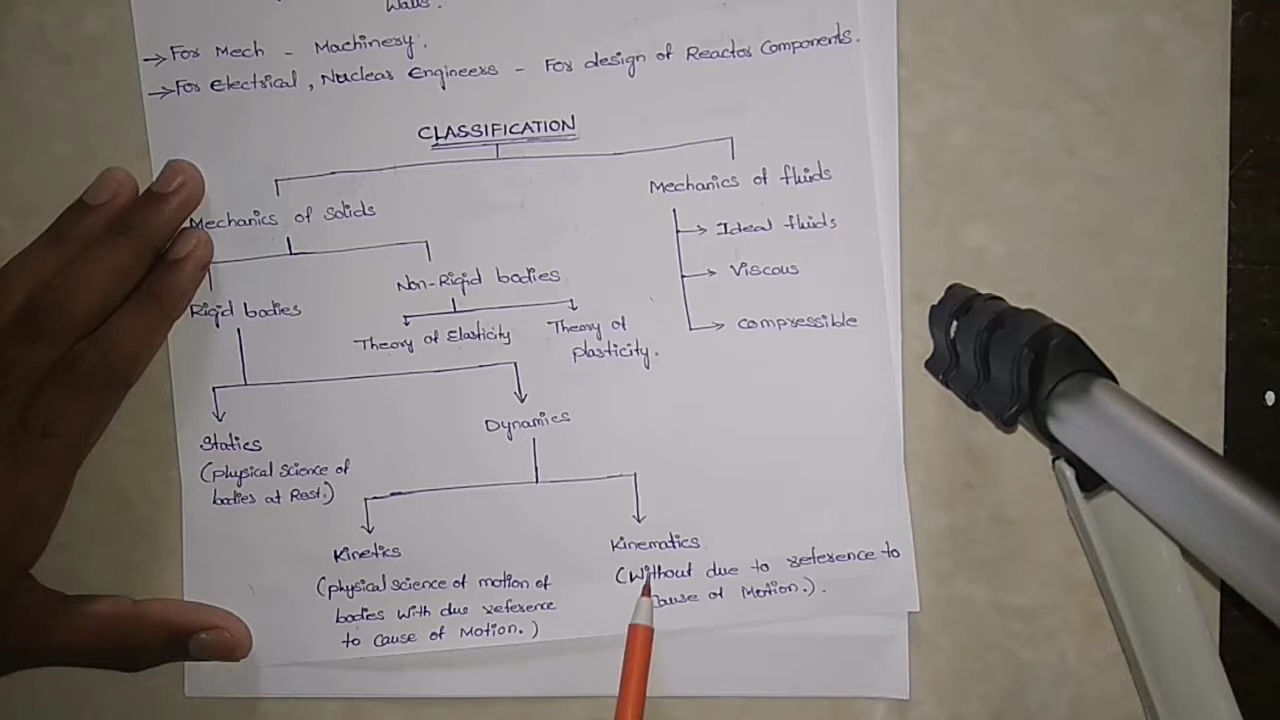 Walls.
→ For Mech - Machinery.
→ For Electrical, Nuclear Engineers - For design of Reactor Components.
CLASSIFICATION
Mechanics of Solids
Mechanics of fluids
→ Ideal fluids
→ Viscous
→ compressible
Rigid bodies
Non-Rigid bodies
Theory of Elasticity
Theory of
plasticity.
Statics
(physical science of
bodies at Rest.)
Dynamics
Kinetics
(physical science of motion of
bodies with due reference
to cause of Motion.)
Kinematics
(Without due to reference to
cause of Motion.).